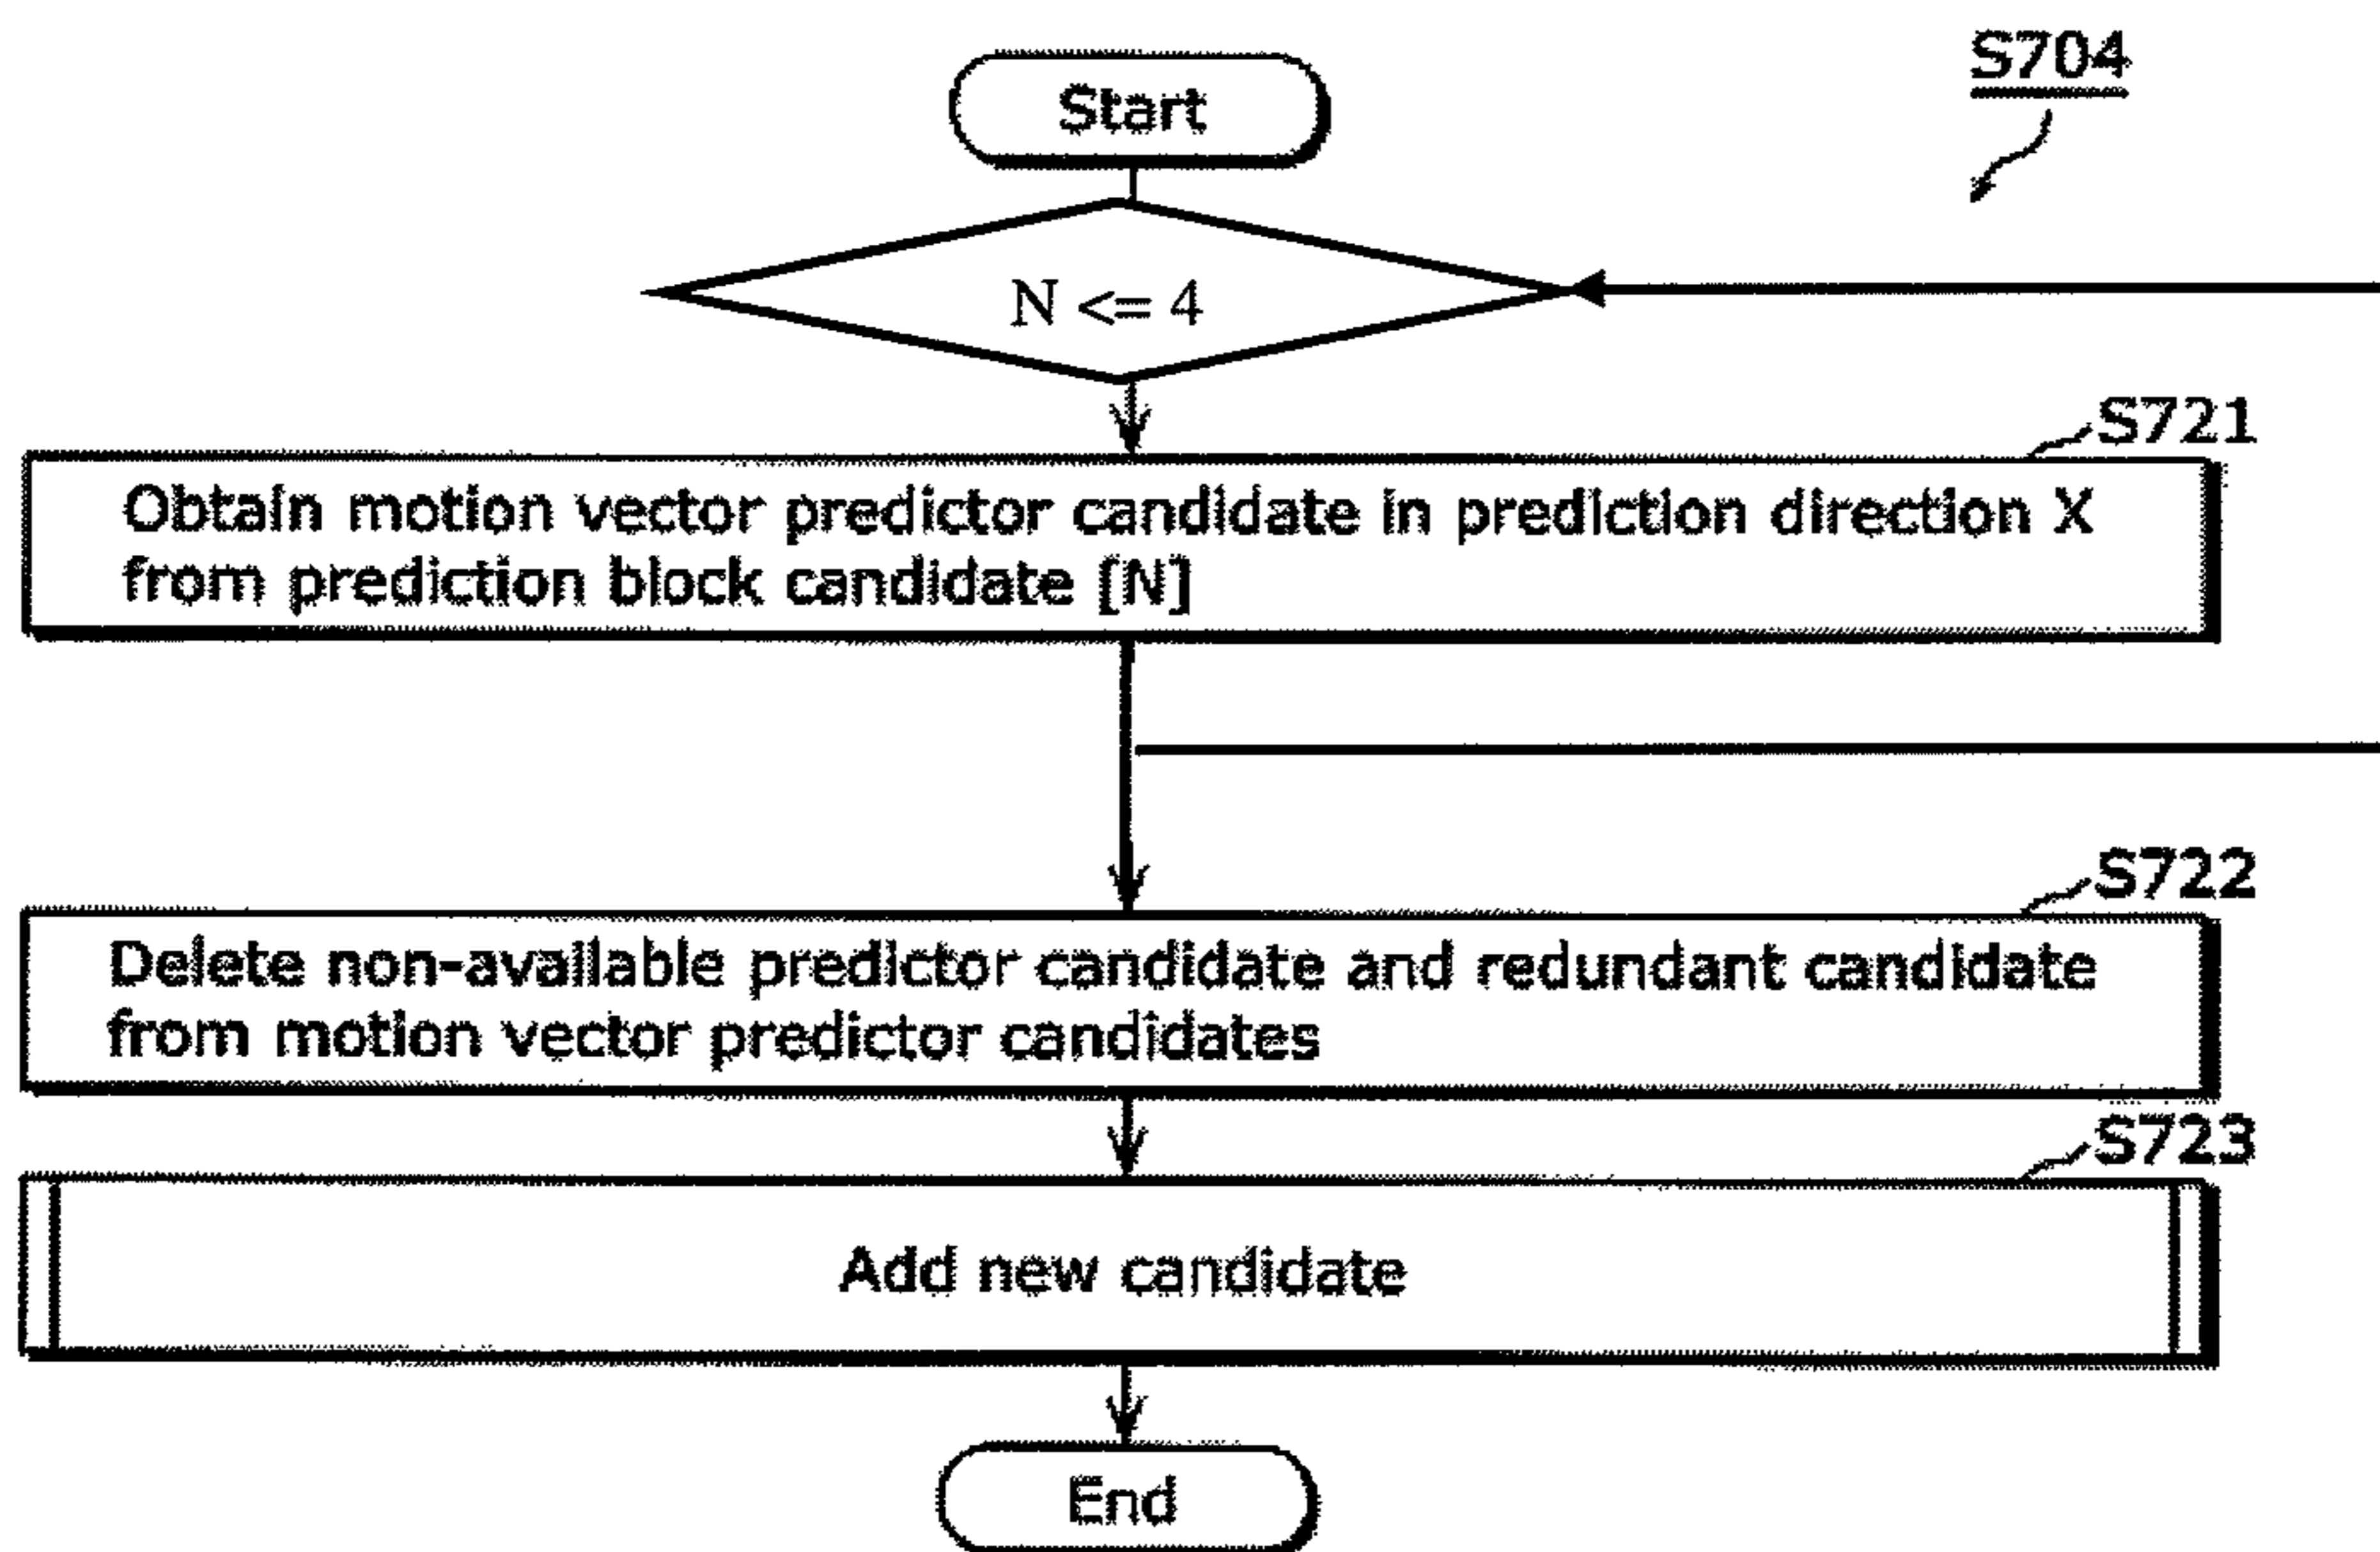 S704
Start
N <= 4
S721
Obtain motion vector predictor candidate in prediction direction X
from prediction block candidate [N]
S722
Delete non-available predictor candidate and redundant candidate
from motion vector predictor candidates
S723
Add new candidate
End